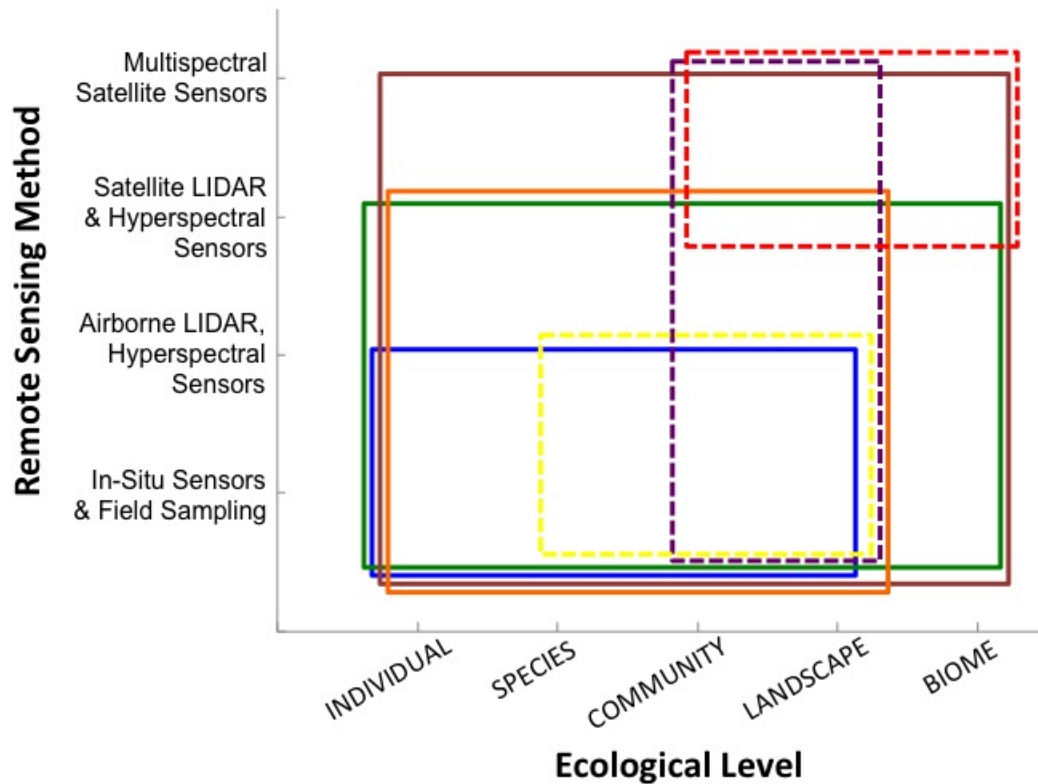 Remote Sensing Method
Multispectral
Satellite Sensors
Satellite LIDAR
& Hyperspectral
Sensors
Airborne LIDAR,
Hyperspectral
Sensors
In-Situ Sensors
& Field Sampling
INDIVIDUAL
SPECIES
COMMUNITY
LANDSCAPE
BIOME
Ecological Level